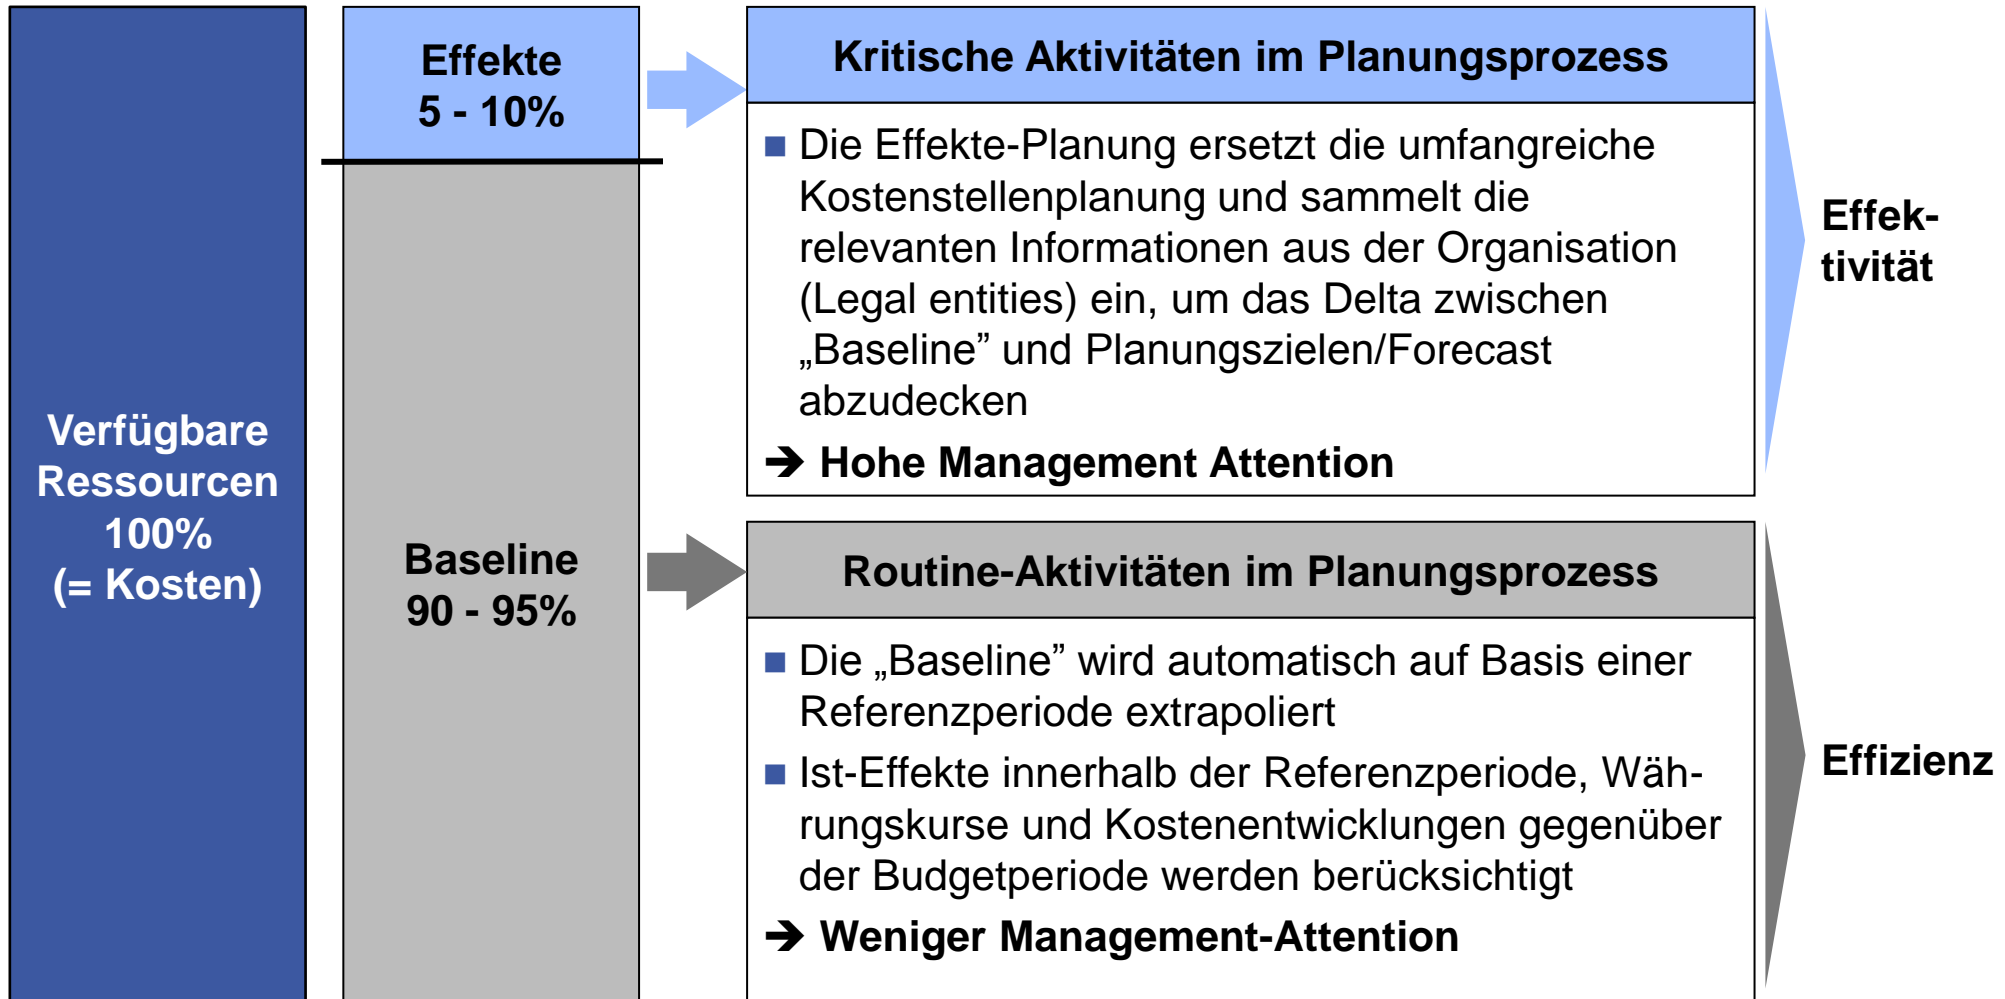 Verfügbare
Ressourcen
100%
(= Kosten)
Effekte
5 - 10%
Baseline
90 - 95%
Kritische Aktivitäten im Planungsprozess
Die Effekte-Planung ersetzt die umfangreiche
Kostenstellenplanung und sammelt die
relevanten Informationen aus der Organisation
(Legal entities) ein, um das Delta zwischen
„Baseline” und Planungszielen/Forecast
abzudecken
➔ Hohe Management Attention
Effek-
tivität
Routine-Aktivitäten im Planungsprozess
Die „Baseline” wird automatisch auf Basis einer
Referenzperiode extrapoliert
Ist-Effekte innerhalb der Referenzperiode, Wäh-
rungskurse und Kostenentwicklungen gegenüber
der Budgetperiode werden berücksichtigt
➔ Weniger Management-Attention
Effizienz